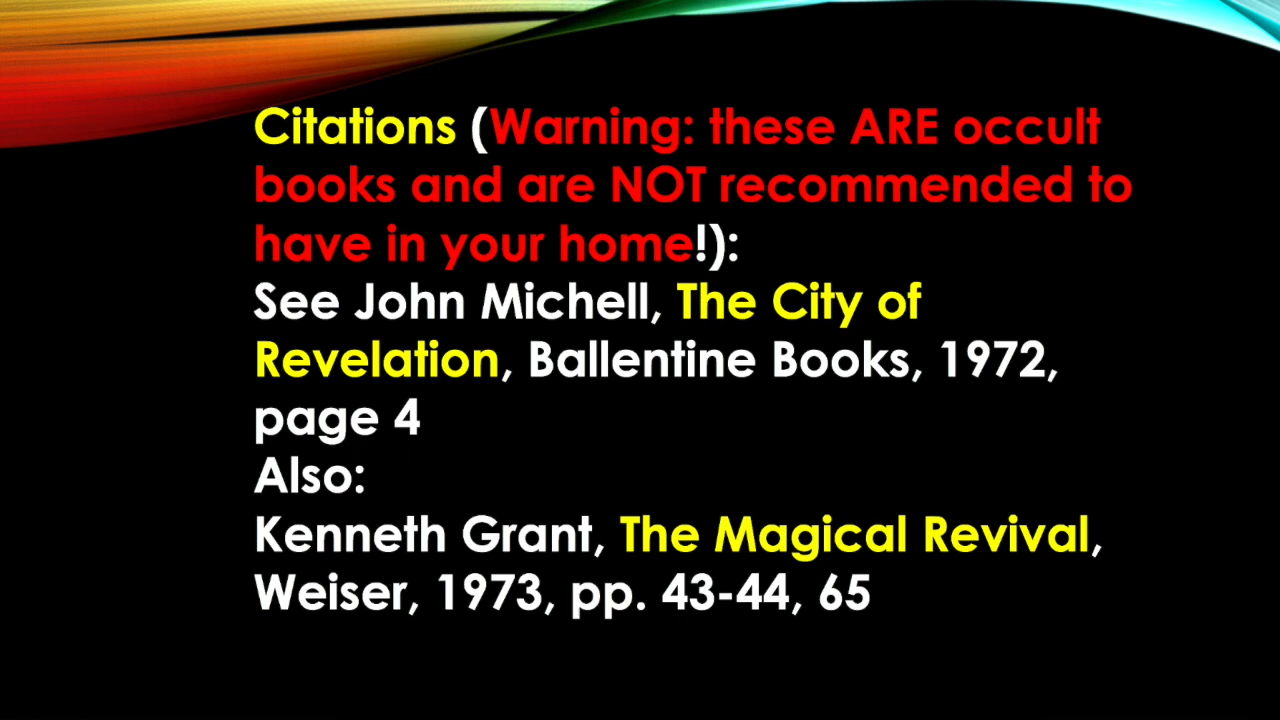 Citations (Warning: these ARE occult
books and are NOT recommended to
have in your home!):
See John Michell, The City of
Revelation, Ballentine Books, 1972,
page 4
Also:
Kenneth Grant, The Magical Revival,
Weiser, 1973, pp. 43-44, 65